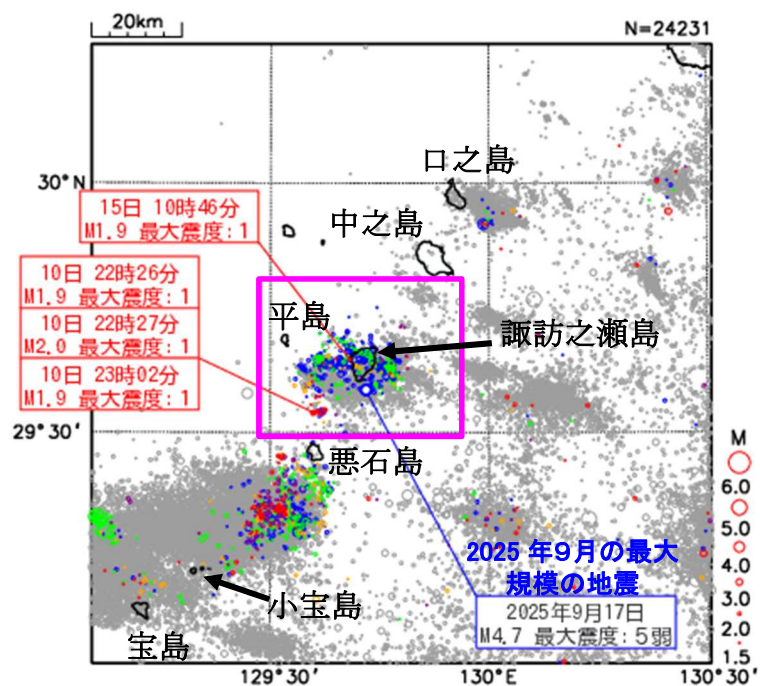 20km
N=24231
口之島
30°N
15日 10時46分
M1.9 最大震度:1
中之島
10日 22時26分
M1.9 最大震度:1
10日 22時27分
M2.0 最大震度:1
10日 23時02分
M1.9 最大震度:1
平島
諏訪之瀬島
29°30′
悪石島
M
6.0
5.0
4.0
3.0
2.0
1.5
2025年9月の最大
規模の地震
小宝島
2025年9月17日
M4.7 最大震度:5弱
宝島
129°30′
130°E
130°30′